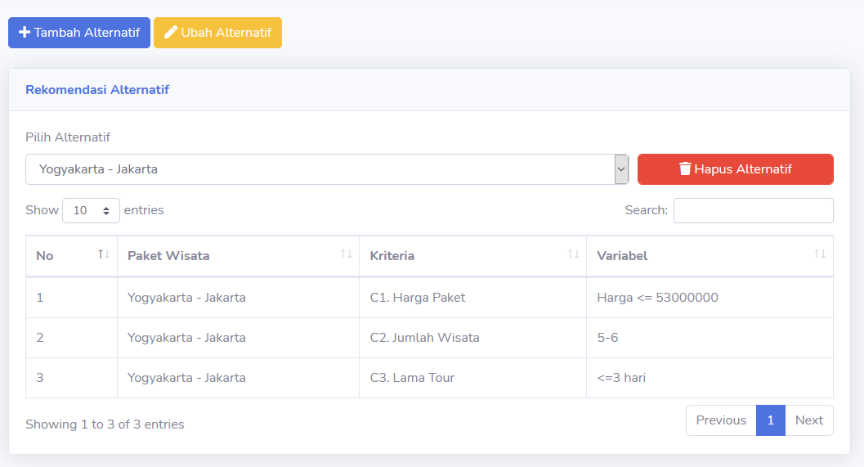 Tambah Alternatif Ubah Alternatif
Rekomendasi Alternatif
Pilih Alternatif
Yogyakarta - Jakarta Hapus Alternatif
Show 10 entries Search:
No Paket Wisata Kriteria Variabel
1 Yogyakarta - Jakarta C1. Harga Paket Harga <= 53000000
2 Yogyakarta - Jakarta C2. Jumlah Wisata 5-6
3 Yogyakarta - Jakarta C3. Lama Tour <=3 hari
Showing 1 to 3 of 3 entries Previous 1 Next